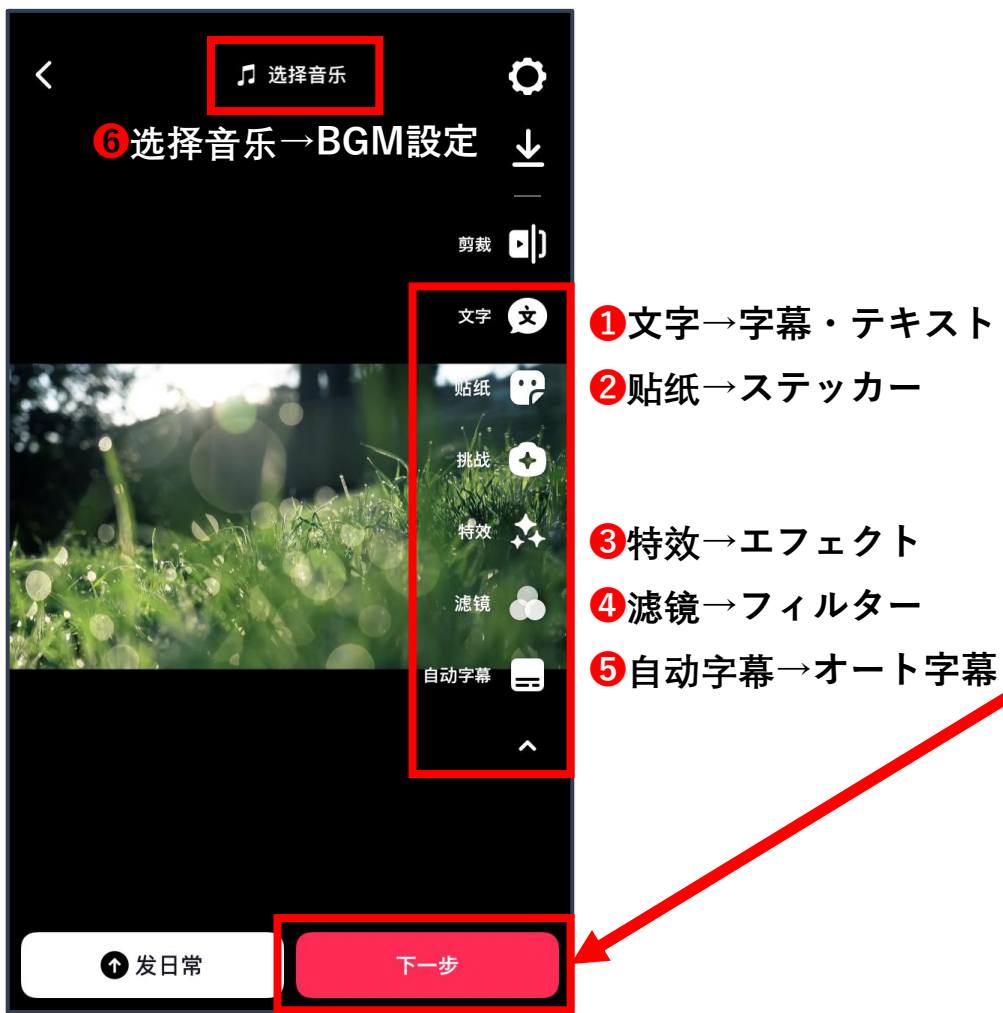 选择音乐
❻选择音乐→BGM設定
剪裁
文字
❶文字→字幕・テキスト
贴纸
❷贴纸→ステッカー
挑战
特效
❸特效→エフェクト
滤镜
❹滤镜→フィルター
自动字幕
❺自动字幕→オート字幕
发日常
下一步